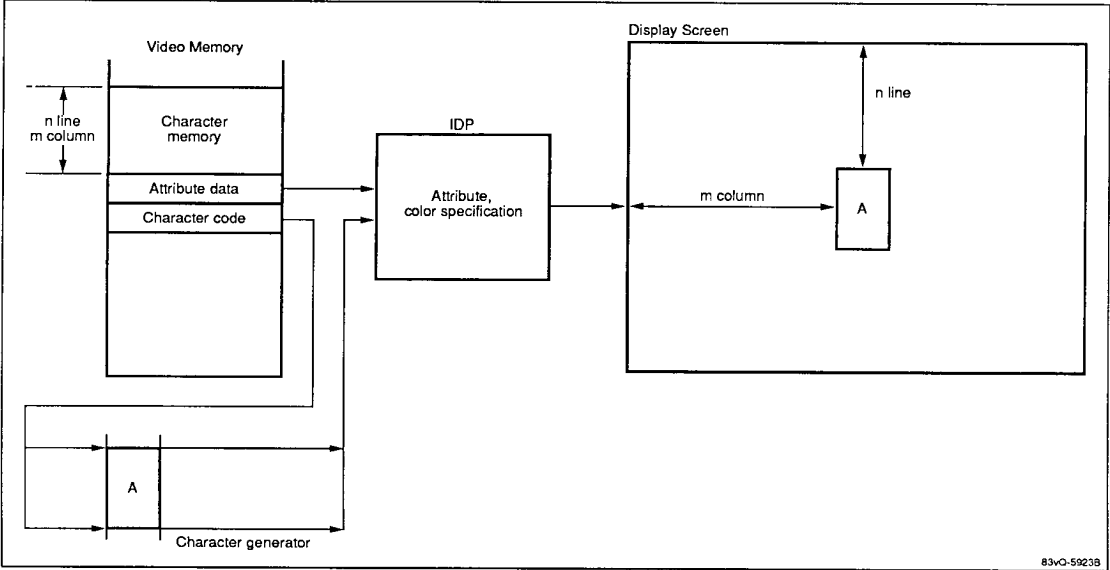 Video Memory
n line
m column
Character
memory
Attribute data
Character code
IDP
Attribute,
color specification
Display Screen
n line
m column
A
A
Character generator
83vQ-5923B